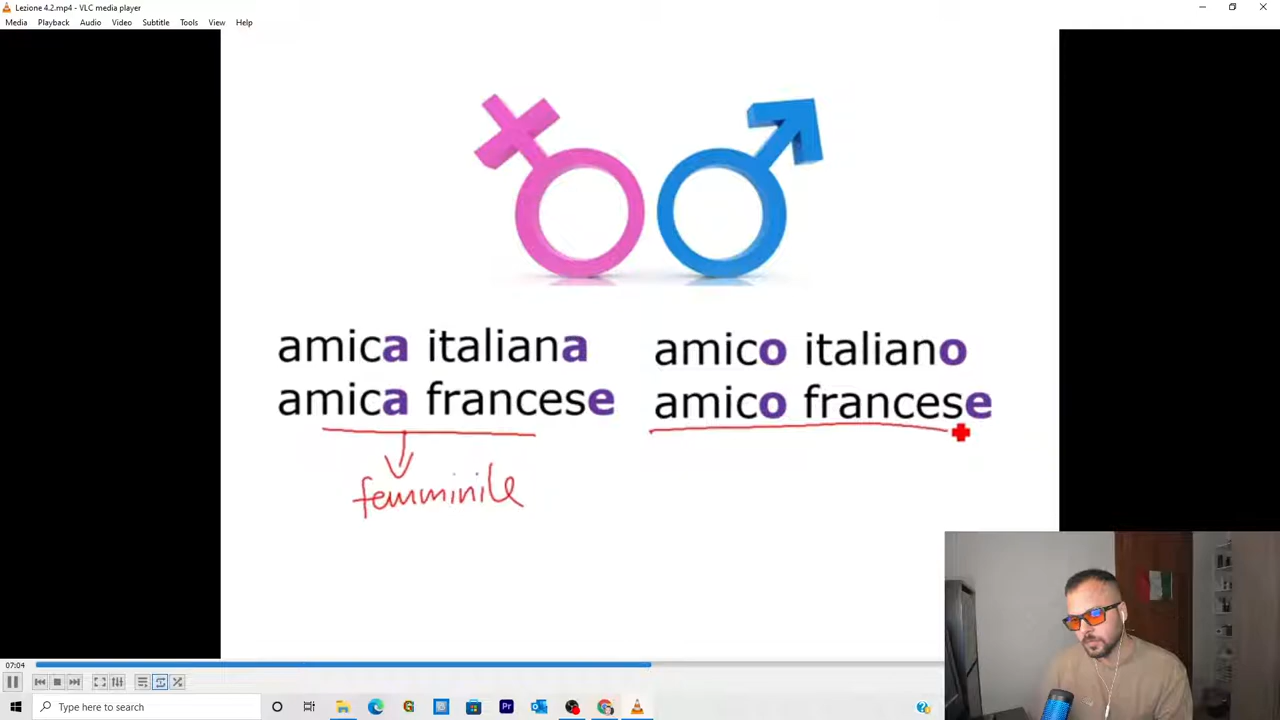 Lezione 4.2.mp4 - VLC media player
Media Playback Audio Video Subtitle Tools View Help
amica italiana
amica francese
femminile
amico italiano
amico francese
07:04
Type here to search